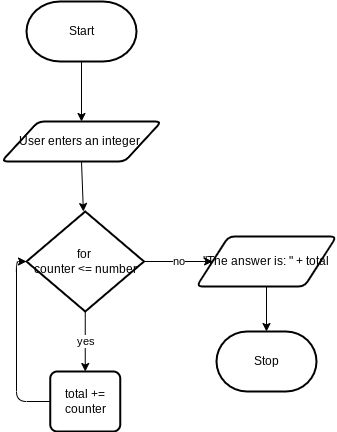 Start
User enters an integer
for
counter <= number
no
"The answer is: " + total
yes
Stop
total +=
counter